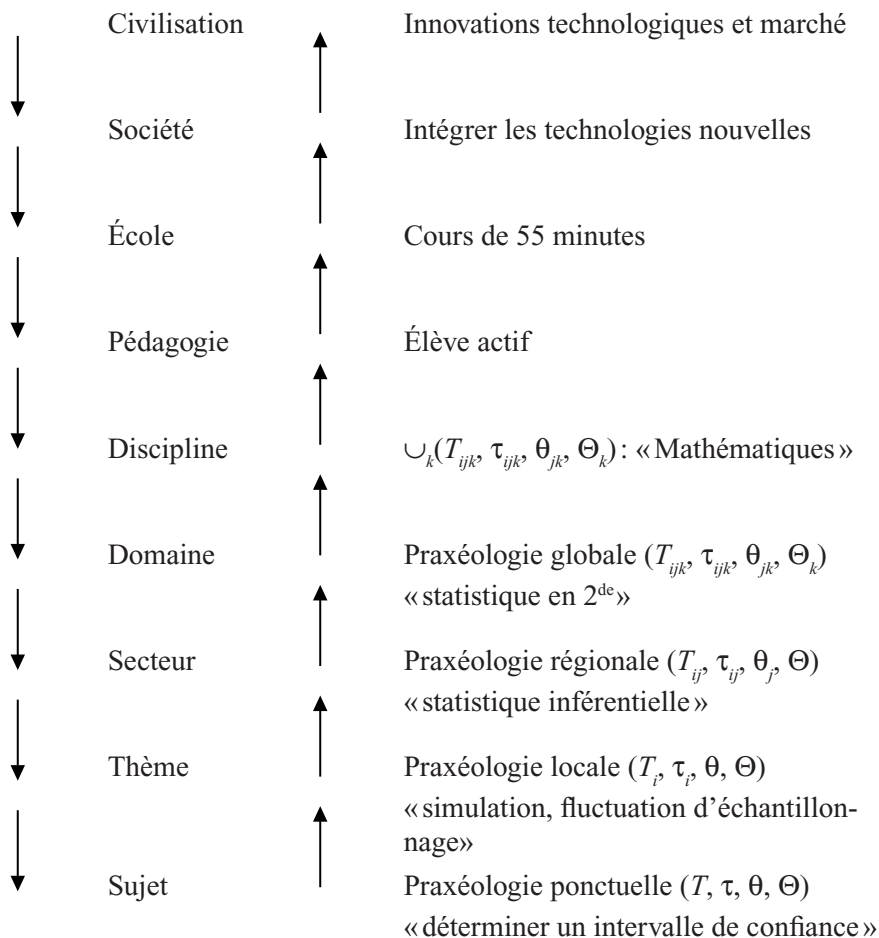 Civilisation Innovations technologiques et marché
Société Intégrer les technologies nouvelles
École Cours de 55 minutes
Pédagogie Élève actif
Discipline ∪ₖ(Tᵢⱼₖ, τᵢⱼₖ, θⱼₖ, Θₖ) : « Mathématiques »
Domaine Praxéologie globale (Tᵢⱼₖ, τᵢⱼₖ, θⱼₖ, Θₖ)
« statistique en 2de »
Secteur Praxéologie régionale (Tᵢⱼ, τᵢⱼ, θⱼ, Θ)
« statistique inférentielle »
Thème Praxéologie locale (Tᵢ, τᵢ, θ, Θ)
« simulation, fluctuation d’échantillon-
nage»
Sujet Praxéologie ponctuelle (T, τ, θ, Θ)
« déterminer un intervalle de confiance »